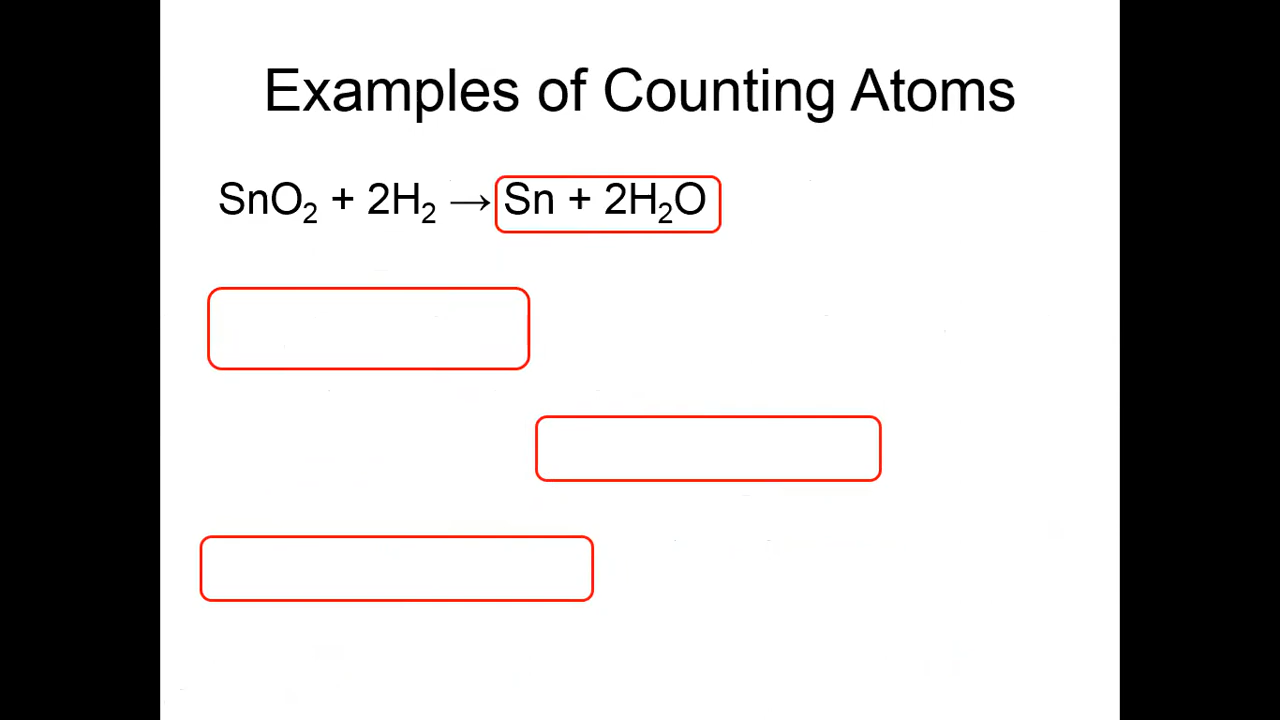 Examples of Counting Atoms
SnO₂ + 2H₂ → Sn + 2H₂O